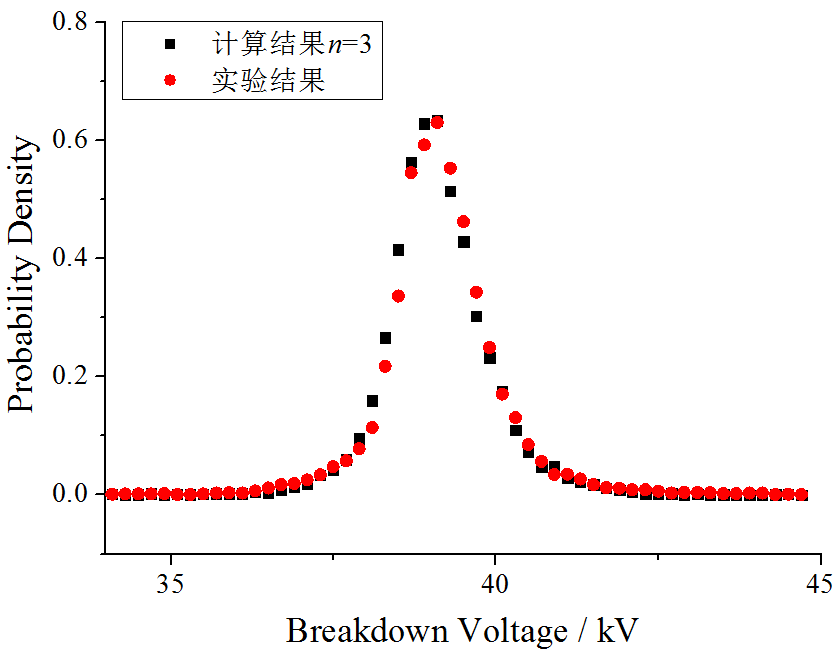 0.8
计算结果n=3
实验结果
0.6
0.4
0.2
0.0
Probability Density
35
40
45
Breakdown Voltage / kV